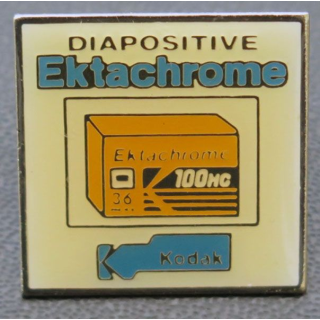 DIAPOSITIVE
Ektachrome
Ektachrome
100HC
36
Kodak